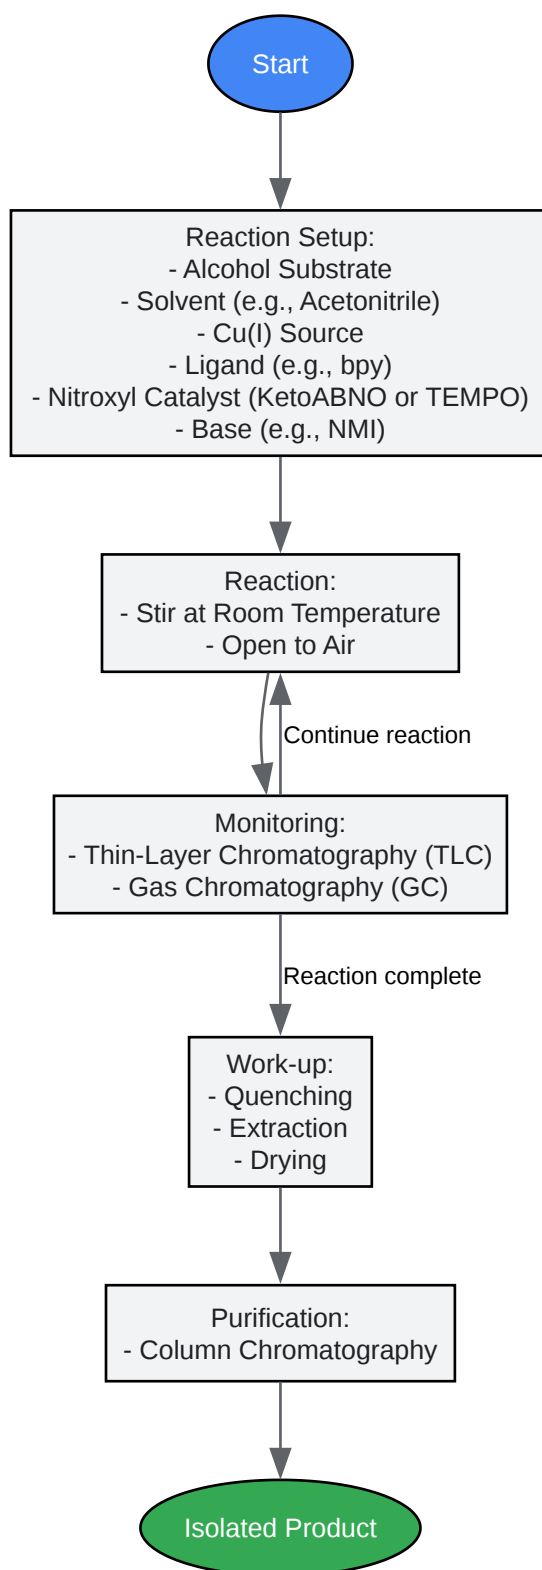 Start
Reaction Setup:
- Alcohol Substrate
- Solvent (e.g., Acetonitrile)
- Cu(I) Source
- Ligand (e.g., bpy)
- Nitroxyl Catalyst (KetoABNO or TEMPO)
- Base (e.g., NMI)
Reaction:
- Stir at Room Temperature
- Open to Air
Continue reaction
Monitoring:
- Thin-Layer Chromatography (TLC)
- Gas Chromatography (GC)
Reaction complete
Work-up:
- Quenching
- Extraction
- Drying
Purification:
- Column Chromatography
Isolated Product